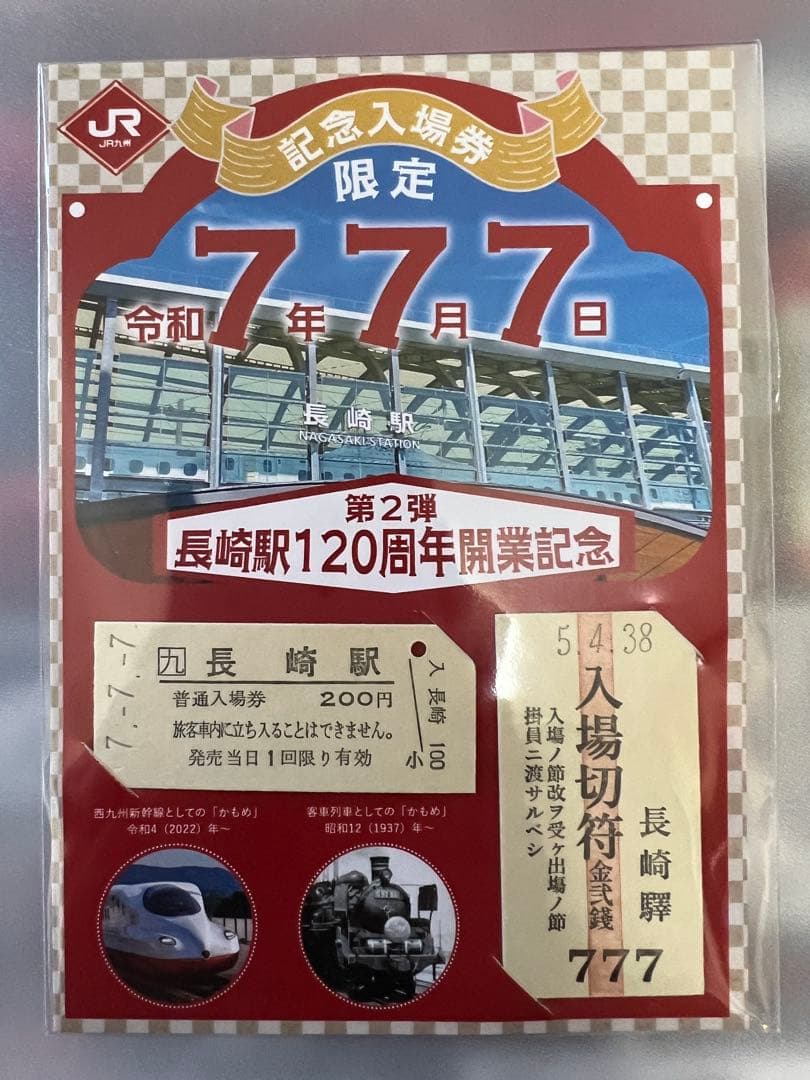 JR
JR九州
記念入場券
限定
令和7年7月7日
長崎駅
NAGASAKI STATION
第2弾
長崎駅120周年開業記念
7.-7.-7
九 長崎駅
普通入場券 200円
旅客車内に立ち入ることはできません。
発売当日1回限り有効
入 長崎 100
小
5.4.38
長崎驛
入場切符 金弐錢
入塲ノ節改ヲ受ケ出塲ノ節
掛員ニ渡サルベシ
777
西九州新幹線としての「かもめ」
令和4(2022)年~
客車列車としての「かもめ」
昭和12(1937)年~